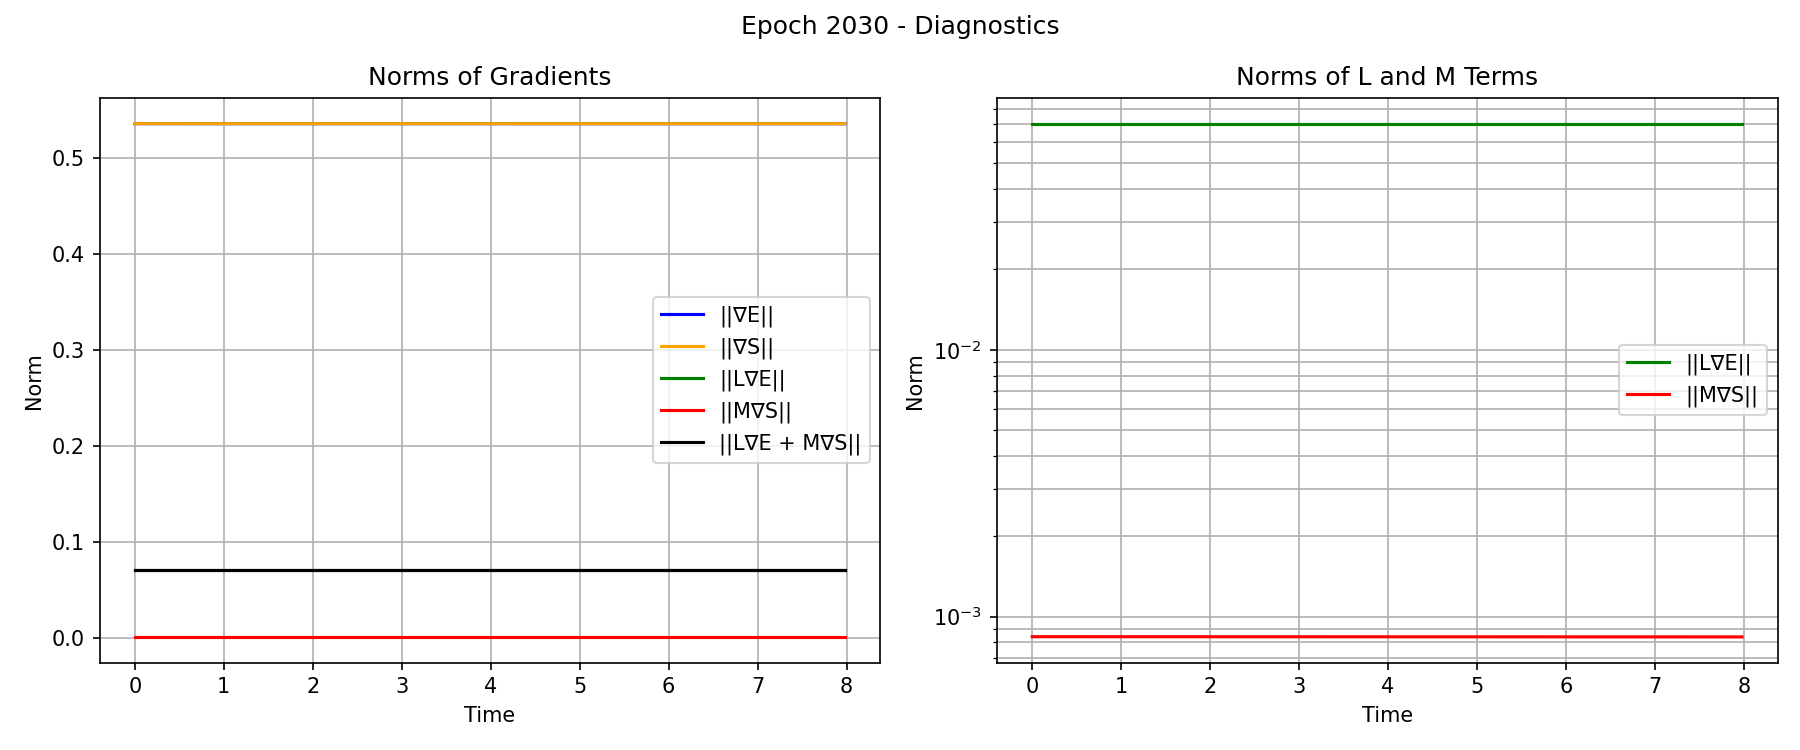 Epoch 2030 - Diagnostics
Norms of Gradients
Norm
0.5
0.4
0.3
0.2
0.1
0.0
||∇E||
||∇S||
||L∇E||
||M∇S||
||L∇E + M∇S||
0 1 2 3 4 5 6 7 8
Time
Norms of L and M Terms
Norm
10⁻²
10⁻³
||L∇E||
||M∇S||
0 1 2 3 4 5 6 7 8
Time